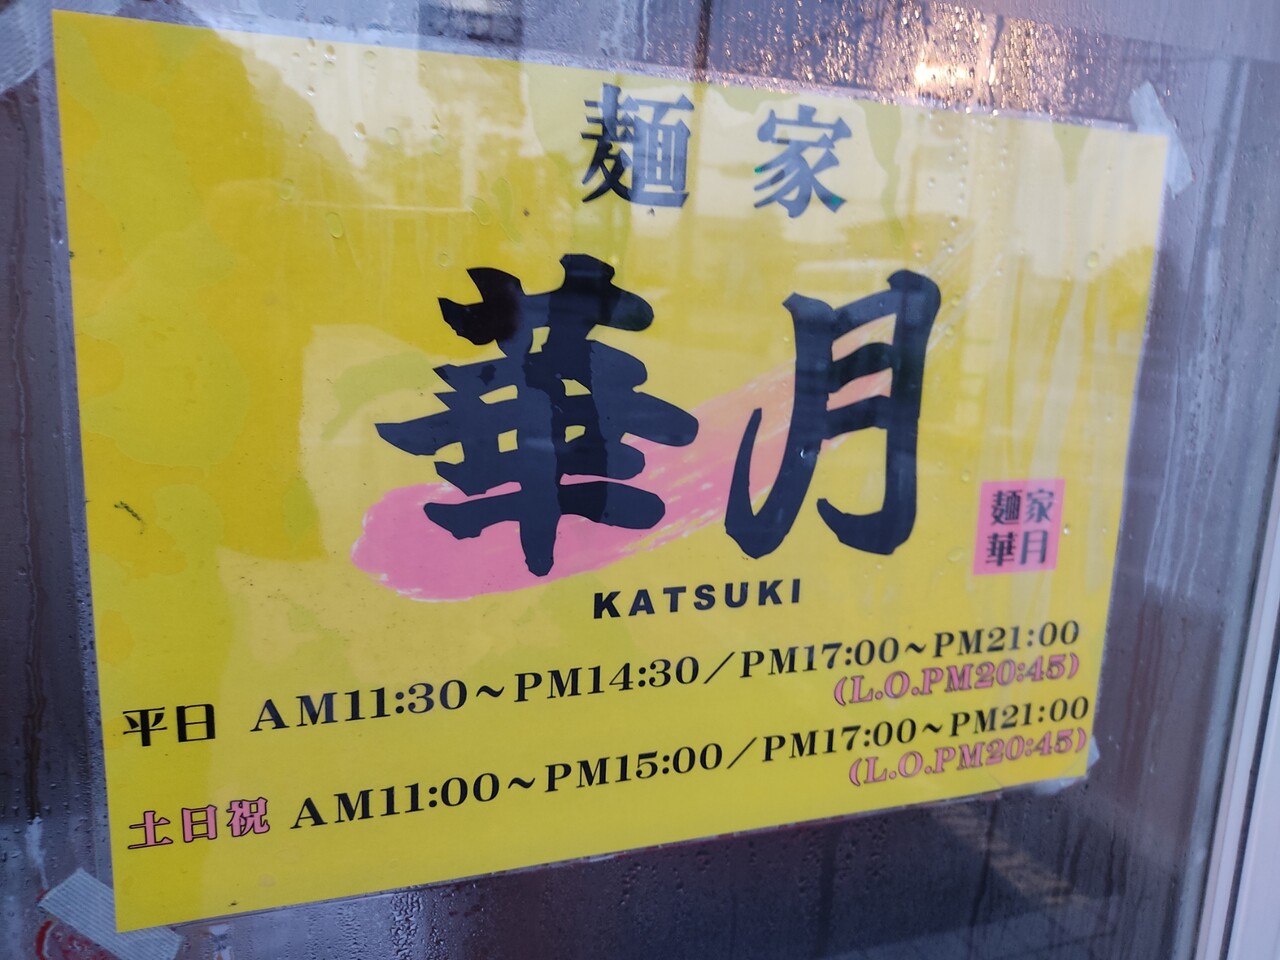 麺家
華月
麺家
華月
KATSUKI
平日 AM11:30～PM14:30／PM17:00～PM21:00
(L.O.PM20:45)
土日祝 AM11:00～PM15:00／PM17:00～PM21:00
(L.O.PM20:45)